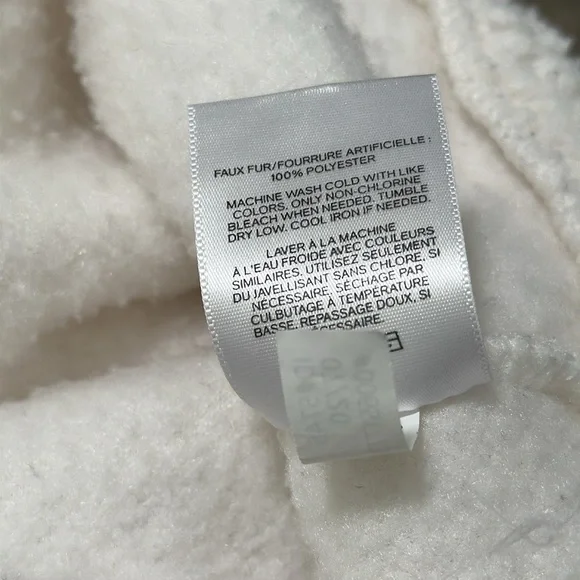 FAUX FUR/FOURRURE ARTIFICIELLE :
100% POLYESTER
MACHINE WASH COLD WITH LIKE
COLORS, ONLY NON-CHLORINE
BLEACH WHEN NEEDED. TUMBLE
DRY LOW. COOL IRON IF NEEDED.
LAVER À LA MACHINE
À L'EAU FROIDE AVEC COULEURS
SIMILAIRES, UTILISEZ SEULEMENT
DU JAVELLISANT SANS CHLORE, SI
NÉCESSAIRE, SÉCHAGE PAR
CULBUTAGE À TEMPÉRATURE
BASSE, REPASSAGE DOUX, SI
NÉCESSAIRE.